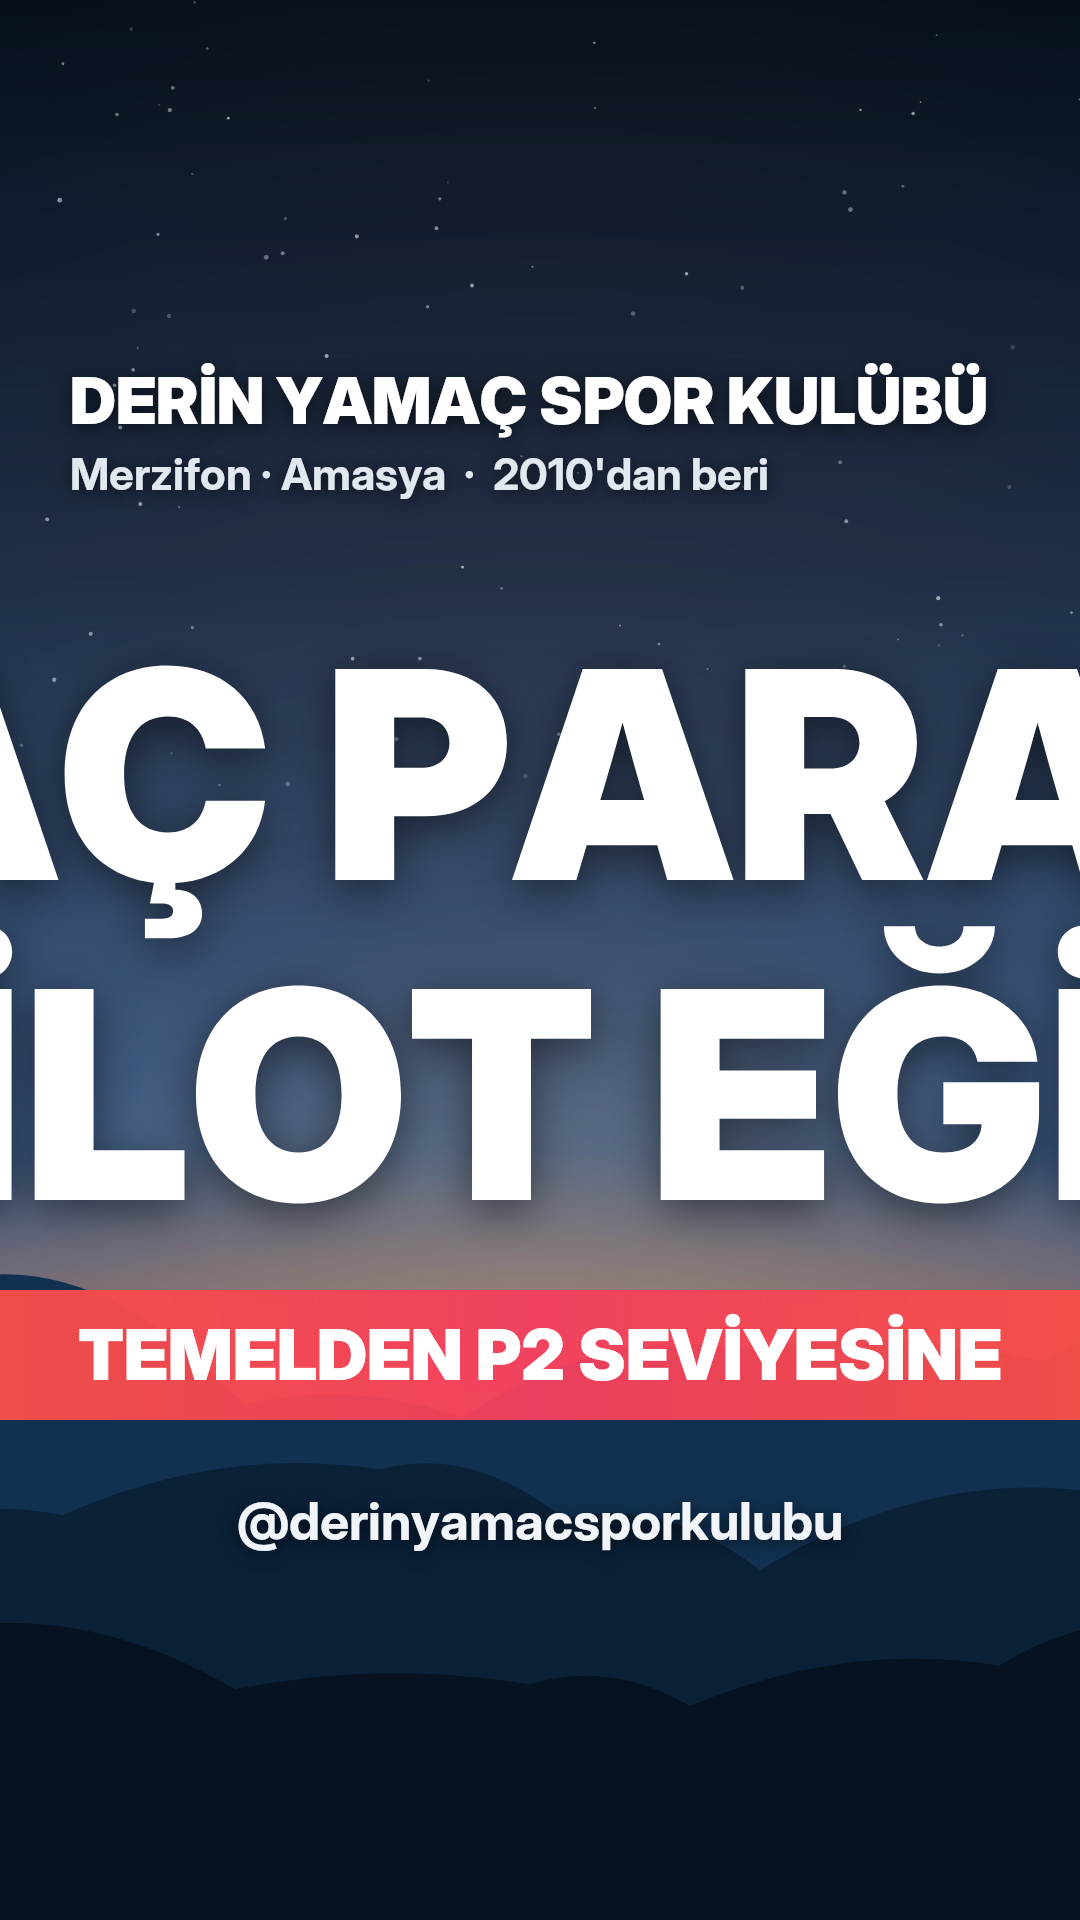 DERİN YAMAÇ SPOR KULÜBÜ
Merzifon · Amasya · 2010'dan beri
AÇ PARA
İLOT EĞİ
TEMELDEN P2 SEVİYESİNE
@derinyamacsporkulubu